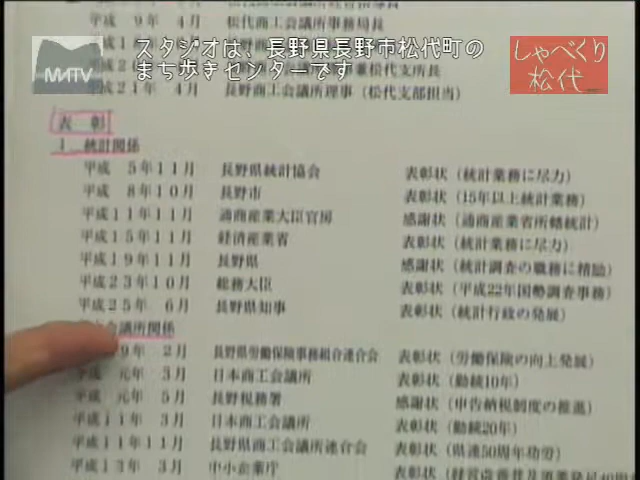 平成 9年 4月 松代商工会議所事務局長
MMTV
スタジオは、長野県長野市松代町の
まち歩きセンターです
しゃべくり
松代
兼松代支所長
平成21年 4月 長野商工会議所理事（松代支部担当）
表 彰
1 統計関係
平成 5年11月 長野県統計協会 表彰状（統計業務に尽力）
平成 8年10月 長野市 表彰状（15年以上統計業務）
平成11年11月 通商産業大臣官房 感謝状（通商産業省所蟠統計）
平成15年11月 経済産業省 表彰状（統計業務に尽力）
平成19年11月 長野県 感謝状（統計調査の職務に精励）
平成23年10月 総務大臣 表彰状（平成22年国勢調査事務）
平成25年 6月 長野県知事 表彰状（統計行政の発展）
会議所関係
9年 2月 長野県労働保険事務組合連合会 表彰状（労働保険の向上発展）
平成 元年 3月 日本商工会議所 表彰状（勤続10年）
平成 元年 5月 長野税務署 感謝状（申告納税制度の推進）
平成11年 3月 日本商工会議所 表彰状（勤続20年）
平成11年11月 長野県商工会議所連合会 表彰状（県連50周年功労）
平成13年 3月 中小企業庁 表彰状